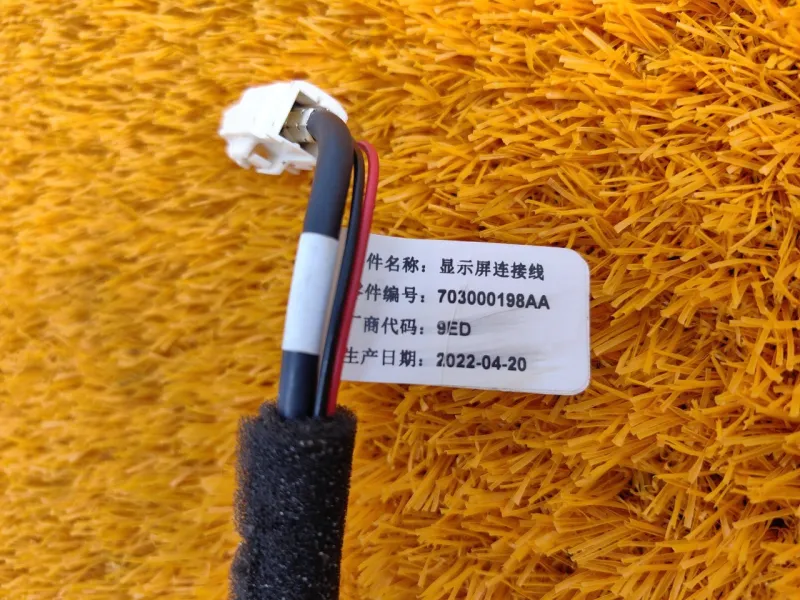 件名称：显示屏连接线
零件编号：703000198AA
厂商代码：9ED
生产日期：2022-04-20